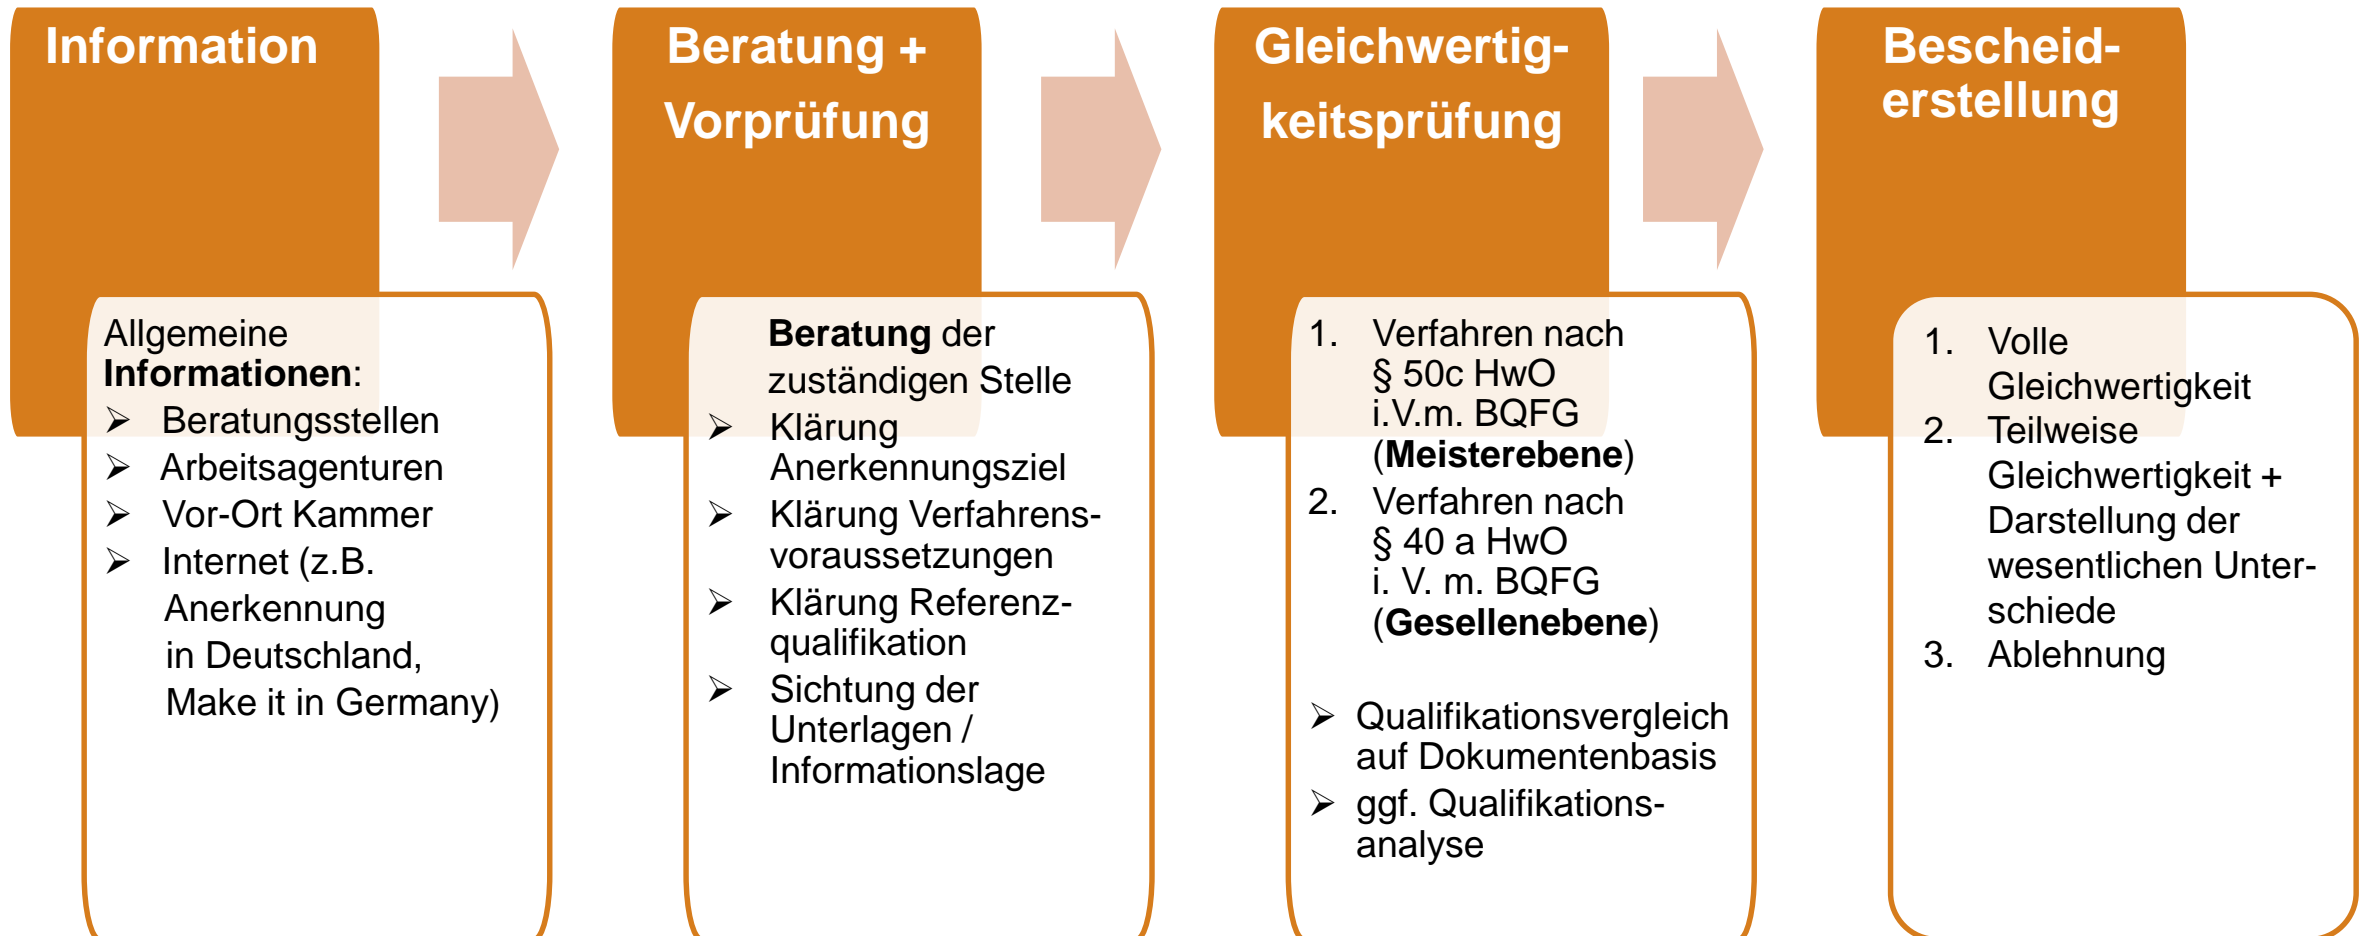 Information
Allgemeine
Informationen:
➢ Beratungsstellen
➢ Arbeitsagenturen
➢ Vor-Ort Kammer
➢ Internet (z.B.
Anerkennung
in Deutschland,
Make it in Germany)
Beratung +
Vorprüfung
Beratung der
zuständigen Stelle
➢ Klärung
Anerkennungsziel
➢ Klärung Verfahrens-
voraussetzungen
➢ Klärung Referenz-
qualifikation
➢ Sichtung der
Unterlagen /
Informationslage
Gleichwertig-
keitsprüfung
1. Verfahren nach
§ 50c HwO
i.V.m. BQFG
(Meisterebene)
2. Verfahren nach
§ 40 a HwO
i. V. m. BQFG
(Gesellenebene)
➢ Qualifikationsvergleich
auf Dokumentenbasis
➢ ggf. Qualifikations-
analyse
Bescheid-
erstellung
1. Volle
Gleichwertigkeit
2. Teilweise
Gleichwertigkeit +
Darstellung der
wesentlichen Unter-
schiede
3. Ablehnung